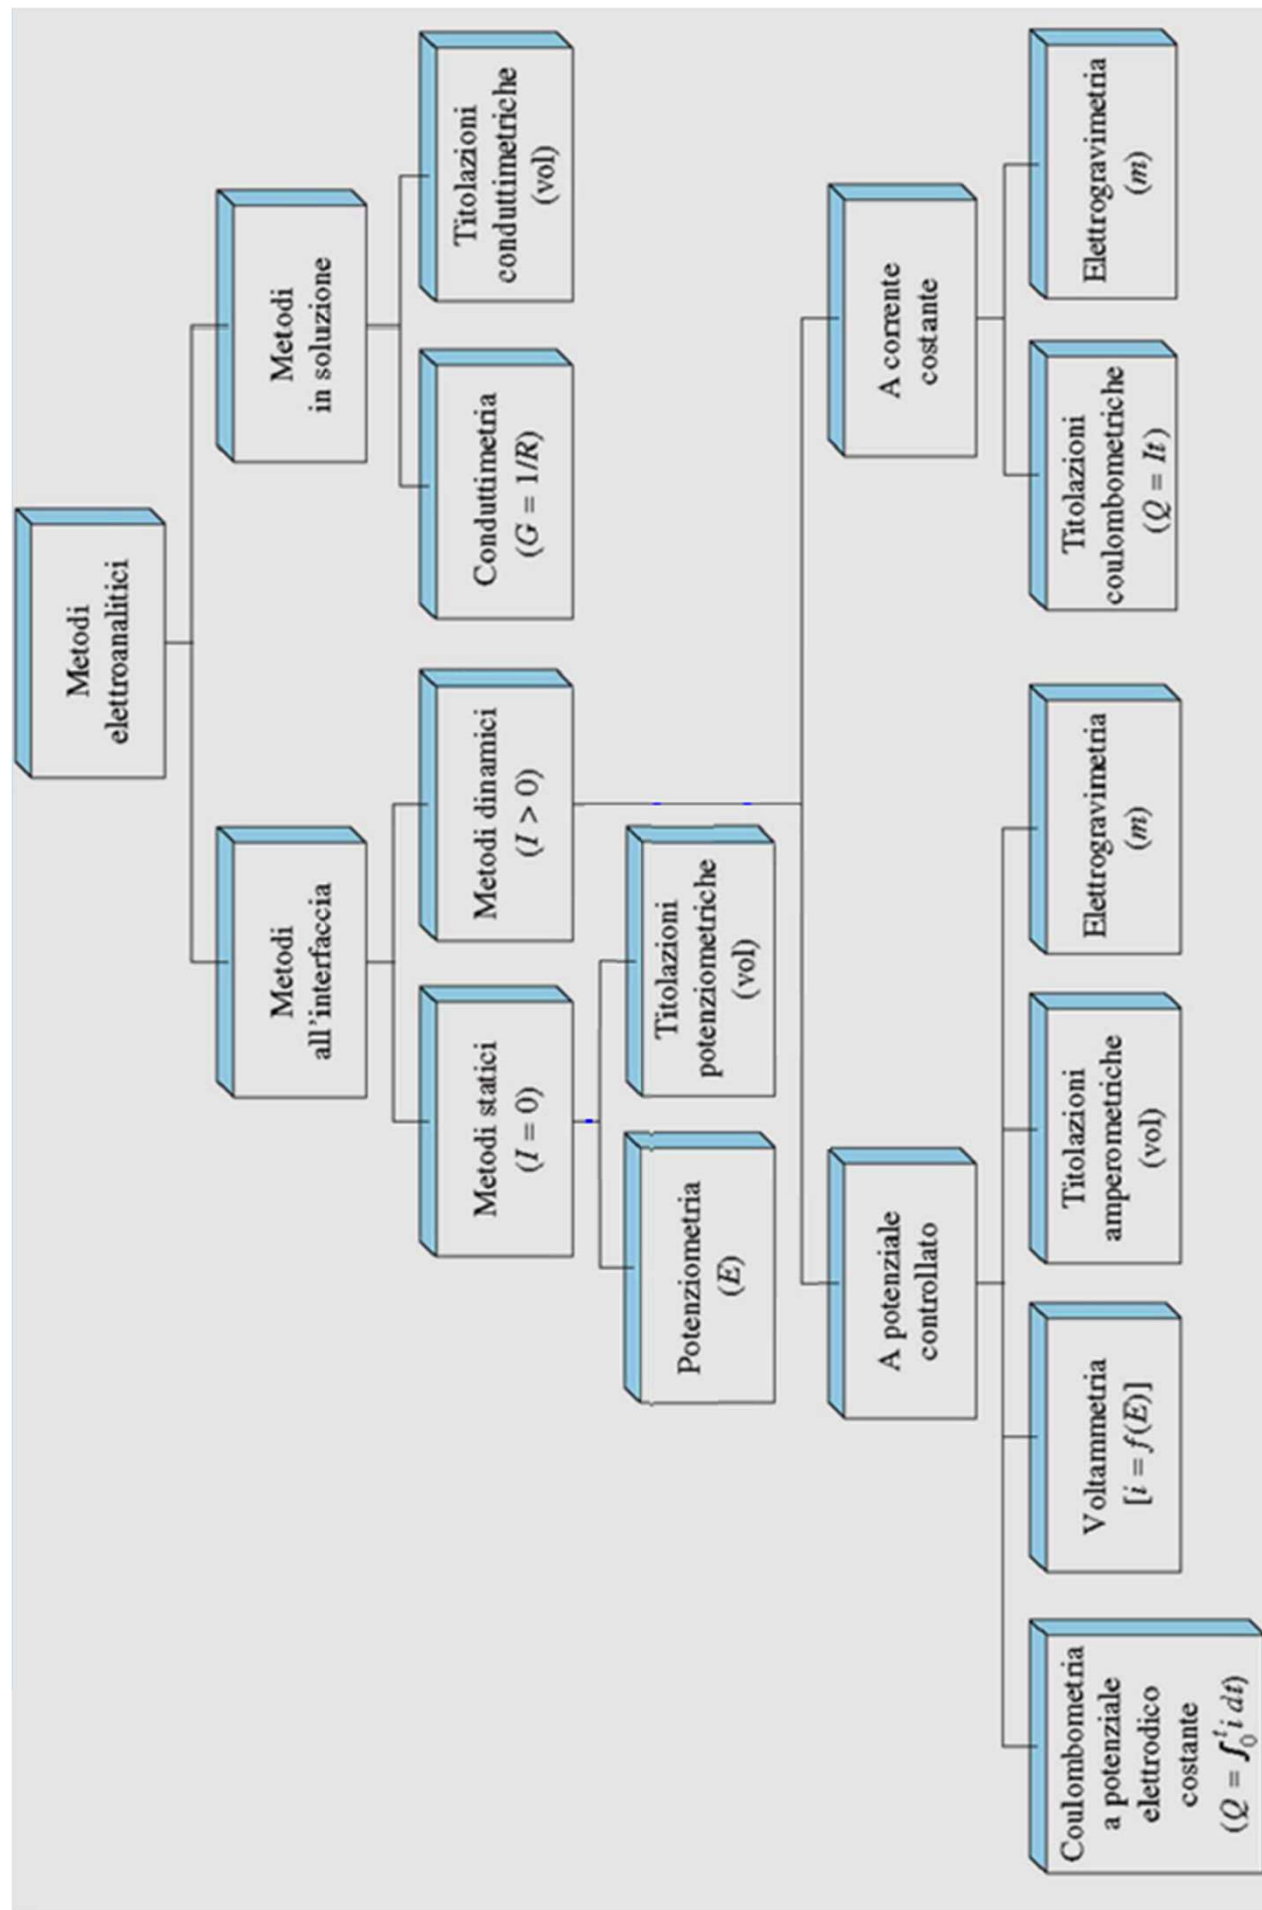 Metodi
elettroanalitici
Metodi
all'interfaccia
Metodi
in soluzione
Metodi statici
(I = 0)
Metodi dinamici
(I > 0)
Conduttimetria
(G = 1/R)
Titolazioni
conduttimetriche
(vol)
Potenziometria
(E)
Titolazioni
potenziometriche
(vol)
A potenziale
controllato
A corrente
costante
Coulombometria
a potenziale
elettrodico
costante
(Q = ∫₀ᵗ i dt)
Voltammetria
[i = f(E)]
Titolazioni
amperometriche
(vol)
Elettrogravimetria
(m)
Titolazioni
coulombometriche
(Q = It)
Elettrogravimetria
(m)